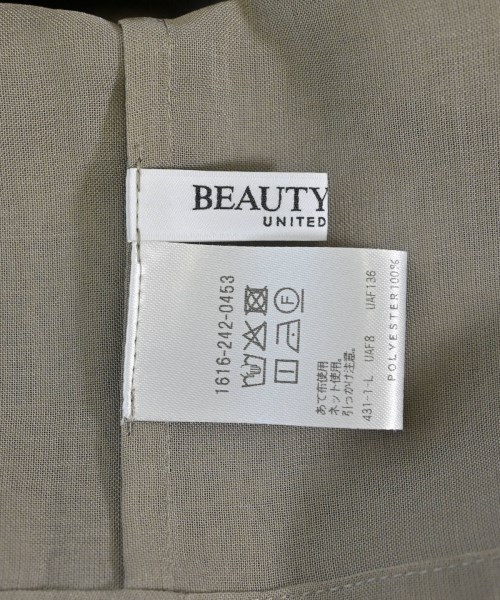 BEAUTY
UNITED
1616-242-0453
F
あて布使用。
ネット使用。
引っかけ注意。
431-1-L UAF8 UAF136
POLYESTER100%